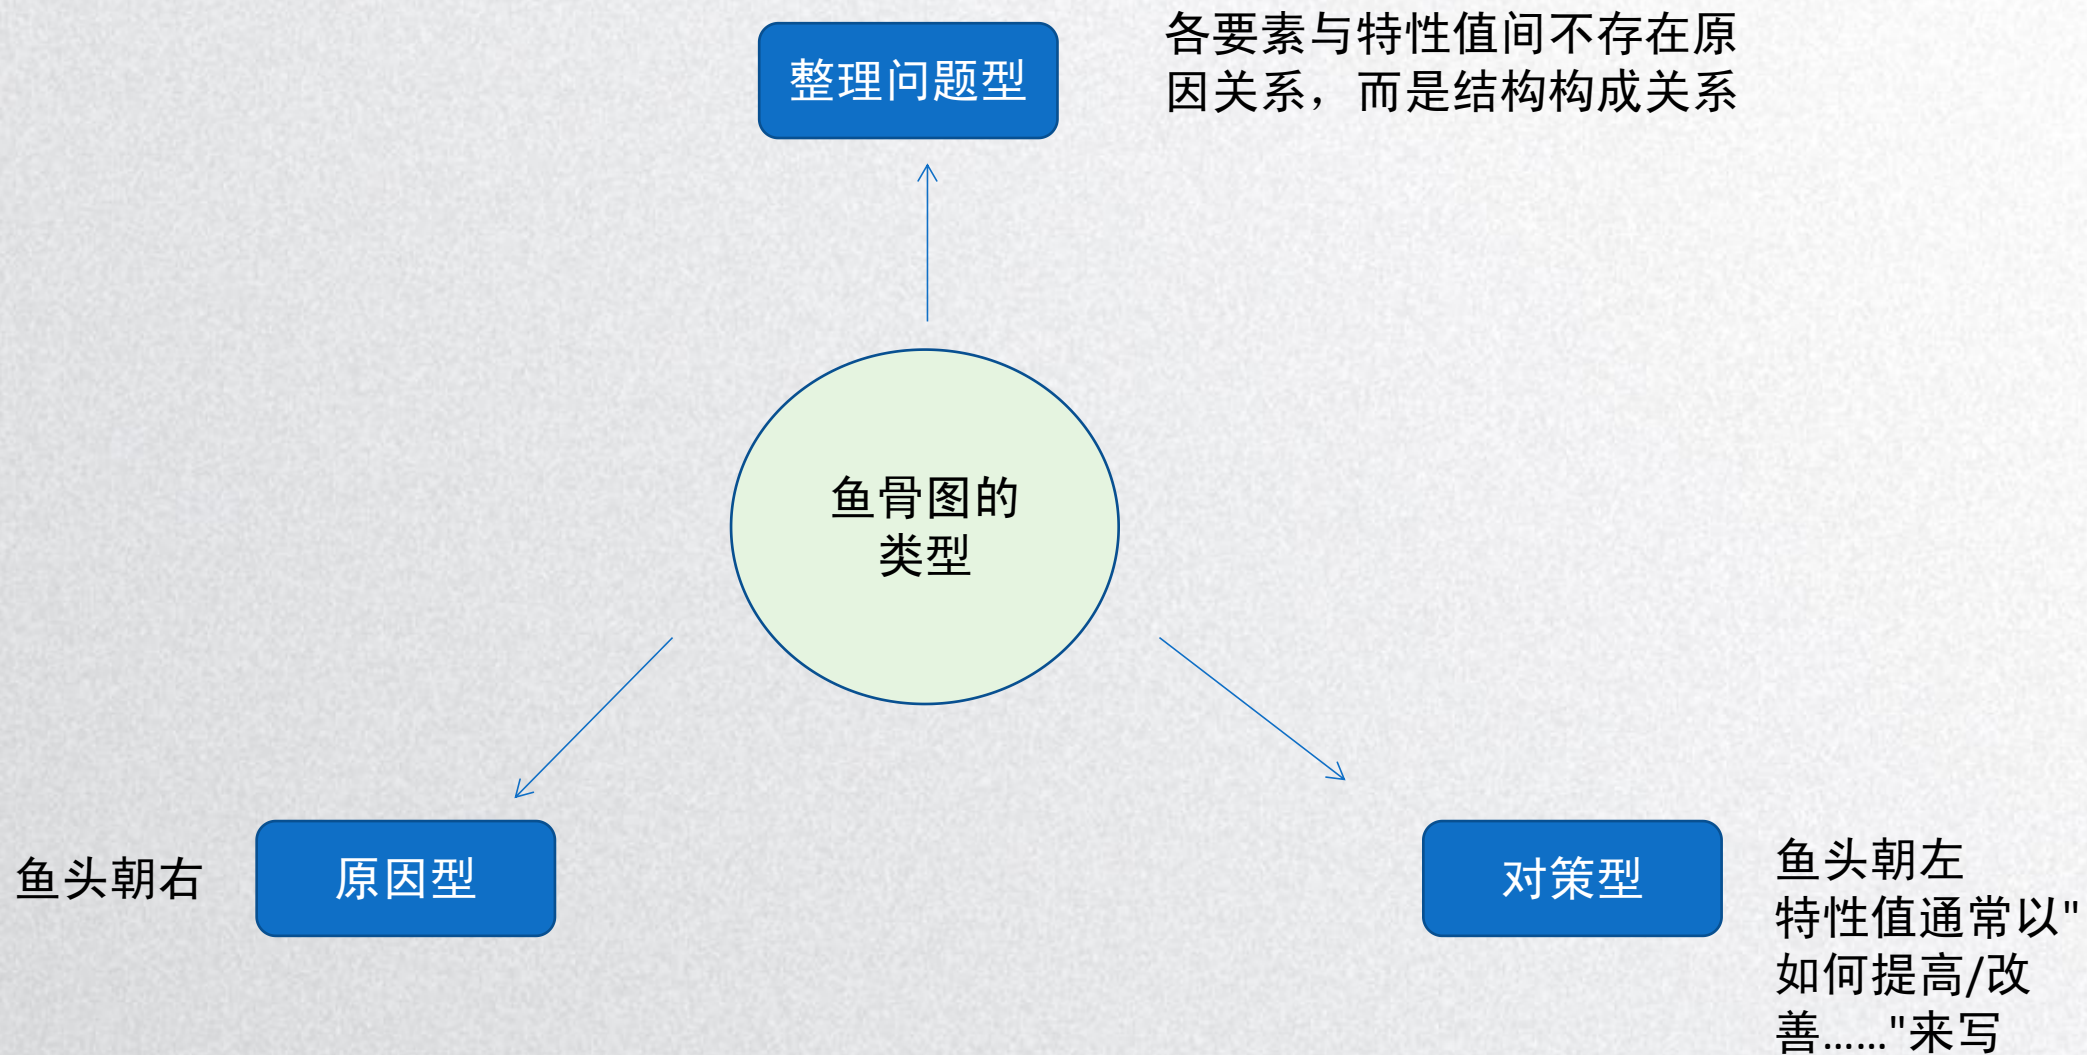 整理问题型
各要素与特性值间不存在原
因关系，而是结构构成关系
鱼骨图的
类型
鱼头朝右
原因型
对策型
鱼头朝左
特性值通常以"
如何提高/改
善……"来写